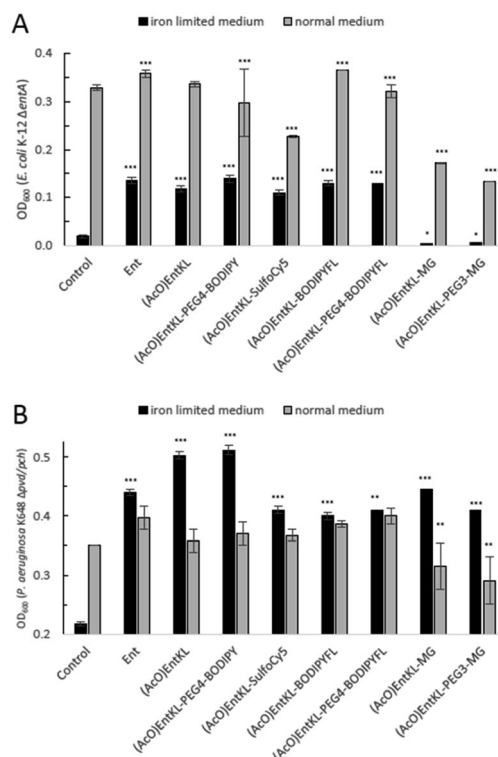 A
iron limited medium normal medium
OD600 (E. coli K-12 ΔentA)
0.4
0.3
0.2
0.1
0.0
***
***
***
***
***
***
***
***
***
***
***
*
***
*
***
Control
Ent
(AcO)EntKL
(AcO)EntKL-PEG4-BODIPY
(AcO)EntKL-SulfoCy5
(AcO)EntKL-BODIPYFL
(AcO)EntKL-PEG4-BODIPYFL
(AcO)EntKL-MG
(AcO)EntKL-PEG3-MG
B
iron limited medium normal medium
OD600 (P. aeruginosa K648 Δpvd/pch)
0.5
0.4
0.3
0.2
***
***
***
***
***
**
***
**
***
**
Control
Ent
(AcO)EntKL
(AcO)EntKL-PEG4-BODIPY
(AcO)EntKL-SulfoCy5
(AcO)EntKL-BODIPYFL
(AcO)EntKL-PEG4-BODIPYFL
(AcO)EntKL-MG
(AcO)EntKL-PEG3-MG